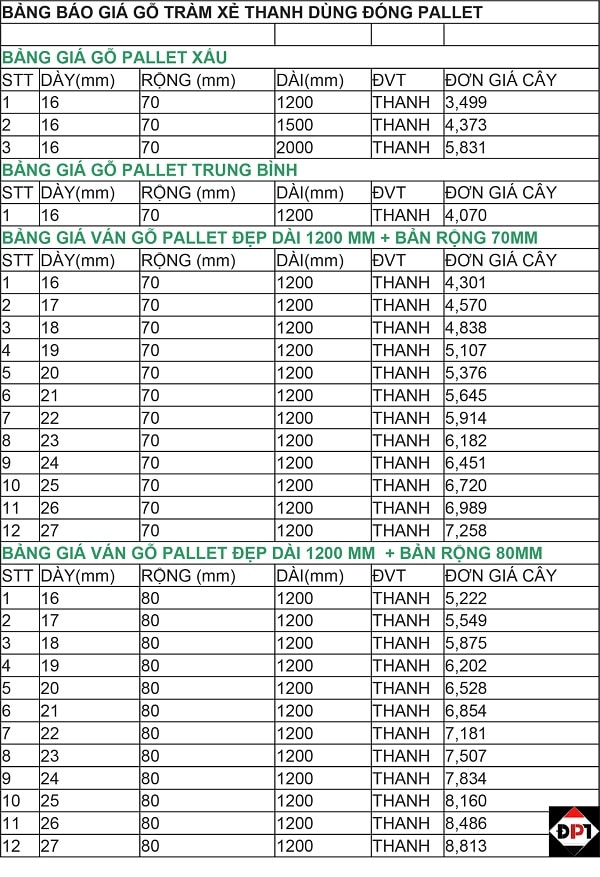 BẢNG BÁO GIÁ GỖ TRÀM XẺ THANH DÙNG ĐÓNG PALLET
BẢNG GIÁ GỖ PALLET XẤU
STT DÀY(mm) RỘNG (mm) DÀI(mm) ĐVT ĐƠN GIÁ CÂY
1 16 70 1200 THANH 3,499
2 16 70 1500 THANH 4,373
3 16 70 2000 THANH 5,831
BẢNG GIÁ GỖ PALLET TRUNG BÌNH
STT DÀY(mm) RỘNG (mm) DÀI(mm) ĐVT ĐƠN GIÁ CÂY
1 16 70 1200 THANH 4,070
BẢNG GIÁ VÁN GỖ PALLET ĐẸP DÀI 1200 MM + BẢN RỘNG 70MM
STT DÀY(mm) RỘNG (mm) DÀI(mm) ĐVT ĐƠN GIÁ CÂY
1 16 70 1200 THANH 4,301
2 17 70 1200 THANH 4,570
3 18 70 1200 THANH 4,838
4 19 70 1200 THANH 5,107
5 20 70 1200 THANH 5,376
6 21 70 1200 THANH 5,645
7 22 70 1200 THANH 5,914
8 23 70 1200 THANH 6,182
9 24 70 1200 THANH 6,451
10 25 70 1200 THANH 6,720
11 26 70 1200 THANH 6,989
12 27 70 1200 THANH 7,258
BẢNG GIÁ VÁN GỖ PALLET ĐẸP DÀI 1200 MM + BẢN RỘNG 80MM
STT DÀY(mm) RỘNG (mm) DÀI(mm) ĐVT ĐƠN GIÁ CÂY
1 16 80 1200 THANH 5,222
2 17 80 1200 THANH 5,549
3 18 80 1200 THANH 5,875
4 19 80 1200 THANH 6,202
5 20 80 1200 THANH 6,528
6 21 80 1200 THANH 6,854
7 22 80 1200 THANH 7,181
8 23 80 1200 THANH 7,507
9 24 80 1200 THANH 7,834
10 25 80 1200 THANH 8,160
11 26 80 1200 THANH 8,486
12 27 80 1200 THANH 8,813
ĐPT